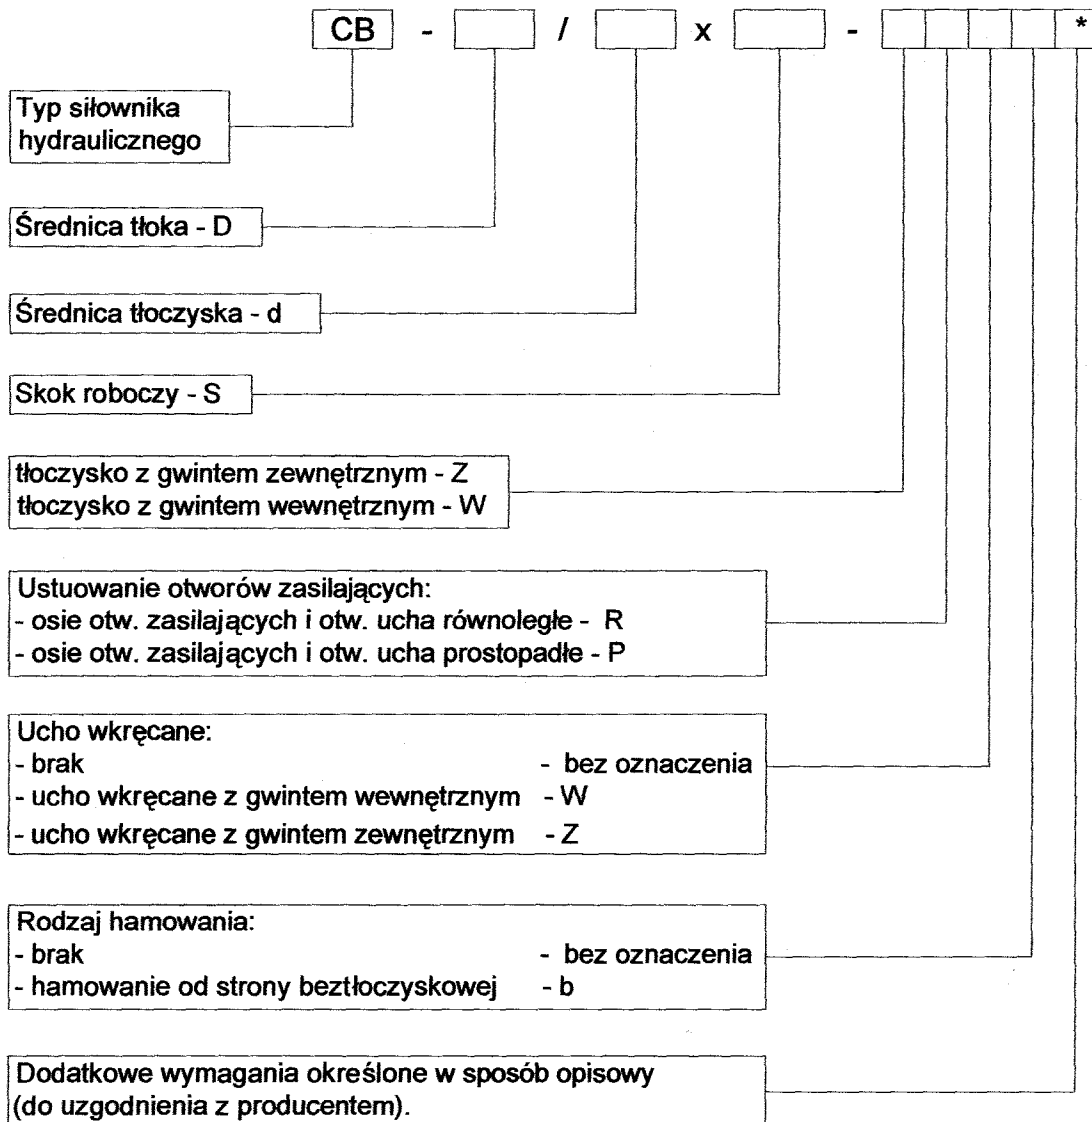 CB - / x - *
Typ siłownika
hydraulicznego
Średnica tłoka - D
Średnica tłoczyska - d
Skok roboczy - S
tłoczysko z gwintem zewnętrznym - Z
tłoczysko z gwintem wewnętrznym - W
Ustuowanie otworów zasilających:
- osie otw. zasilających i otw. ucha równoległe - R
- osie otw. zasilających i otw. ucha prostopadłe - P
Ucho wkręcane:
- brak - bez oznaczenia
- ucho wkręcane z gwintem wewnętrznym - W
- ucho wkręcane z gwintem zewnętrznym - Z
Rodzaj hamowania:
- brak - bez oznaczenia
- hamowanie od strony beztłoczyskowej - b
Dodatkowe wymagania określone w sposób opisowy
(do uzgodnienia z producentem).